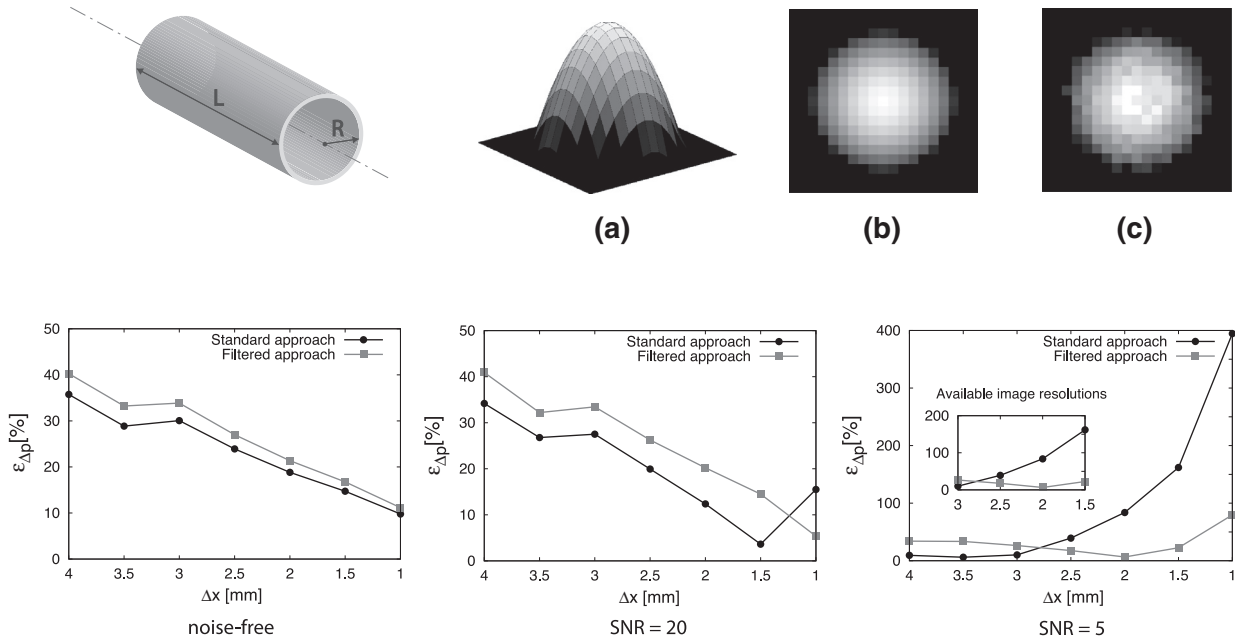 L
R
(a)
(b)
(c)
50
40
30
20
10
0
ε_Δp[%]
Standard approach
Filtered approach
4 3.5 3 2.5 2 1.5 1
Δx [mm]
noise-free
50
40
30
20
10
0
ε_Δp[%]
Standard approach
Filtered approach
4 3.5 3 2.5 2 1.5 1
Δx [mm]
SNR = 20
400
300
200
100
0
ε_Δp[%]
Standard approach
Filtered approach
Available image resolutions
200
100
0
3 2.5 2 1.5
4 3.5 3 2.5 2 1.5 1
Δx [mm]
SNR = 5